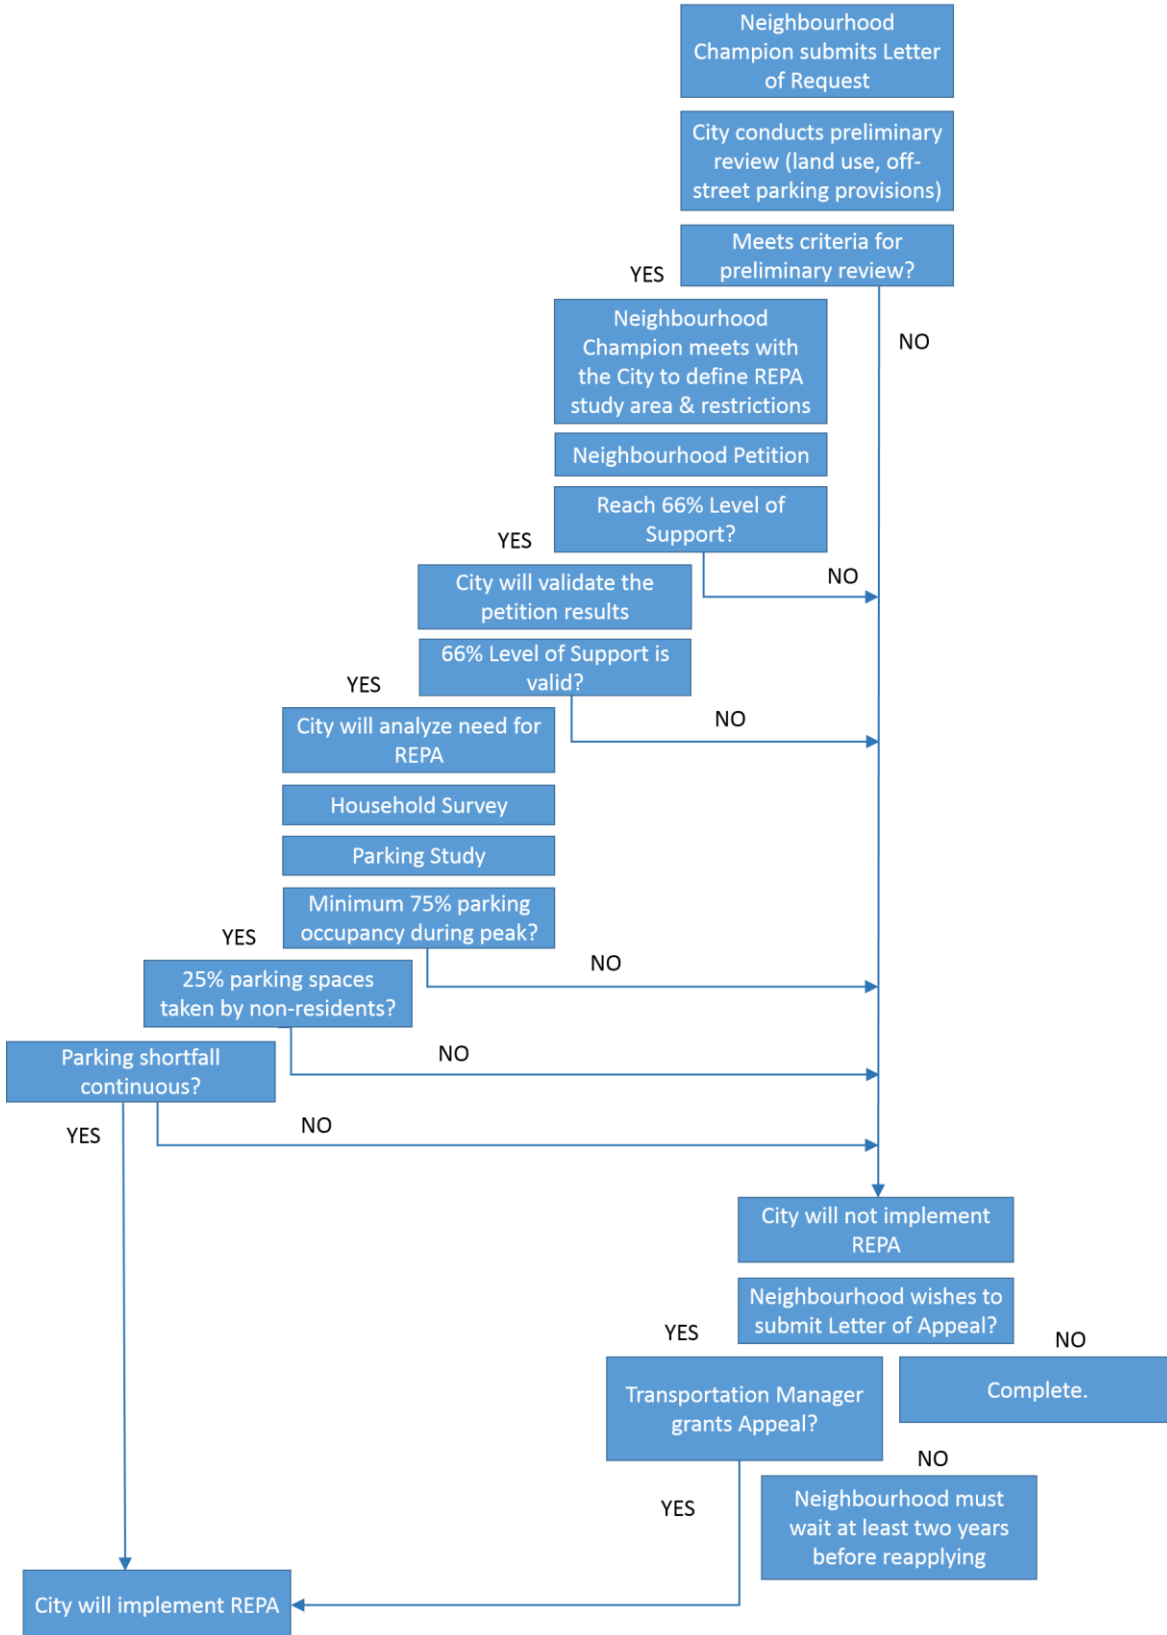 Neighbourhood
Champion submits Letter
of Request
City conducts preliminary
review (land use, off-
street parking provisions)
Meets criteria for
preliminary review?
YES
NO
Neighbourhood
Champion meets with
the City to define REPA
study area & restrictions
Neighbourhood Petition
Reach 66% Level of
Support?
YES
NO
City will validate the
petition results
66% Level of Support is
valid?
YES
NO
City will analyze need for
REPA
Household Survey
Parking Study
Minimum 75% parking
occupancy during peak?
YES
NO
25% parking spaces
taken by non-residents?
NO
Parking shortfall
continuous?
YES
NO
City will not implement
REPA
Neighbourhood wishes to
submit Letter of Appeal?
YES
NO
Transportation Manager
grants Appeal?
Complete.
NO
YES
Neighbourhood must
wait at least two years
before reapplying
City will implement REPA